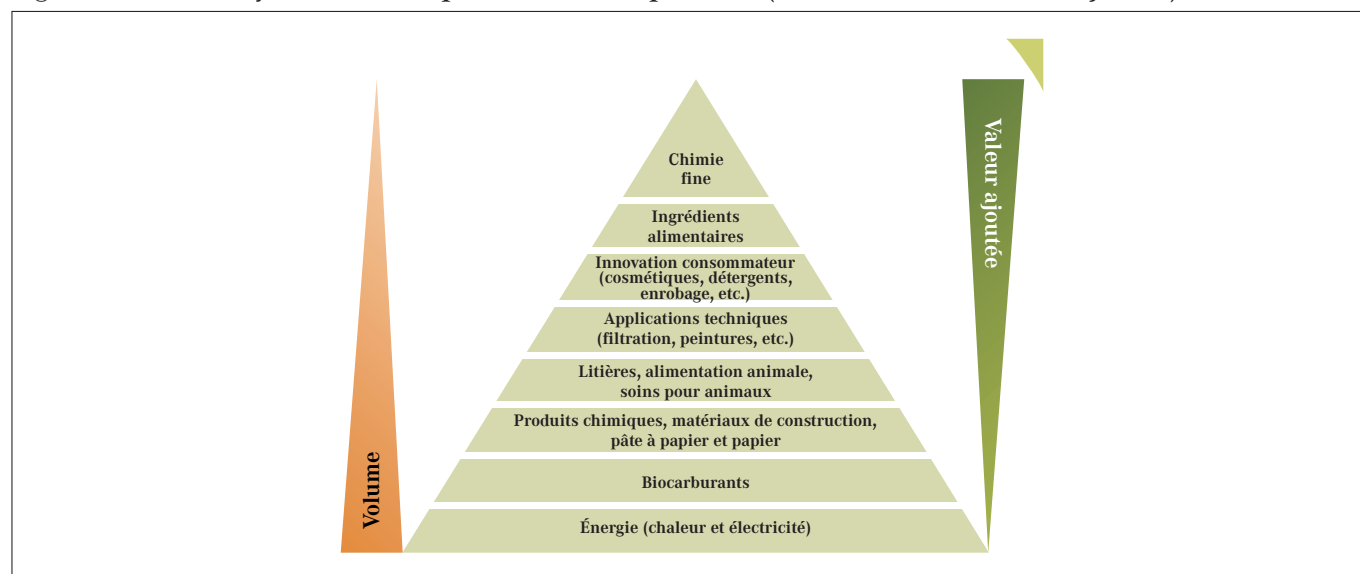 Chimie
fine
Ingrédients
alimentaires
Innovation consommateur
(cosmétiques, détergents,
enrobage, etc.)
Applications techniques
(filtration, peintures, etc.)
Litières, alimentation animale,
soins pour animaux
Produits chimiques, matériaux de construction,
pâte à papier et papier
Biocarburants
Énergie (chaleur et électricité)
Volume
Valeur ajoutée